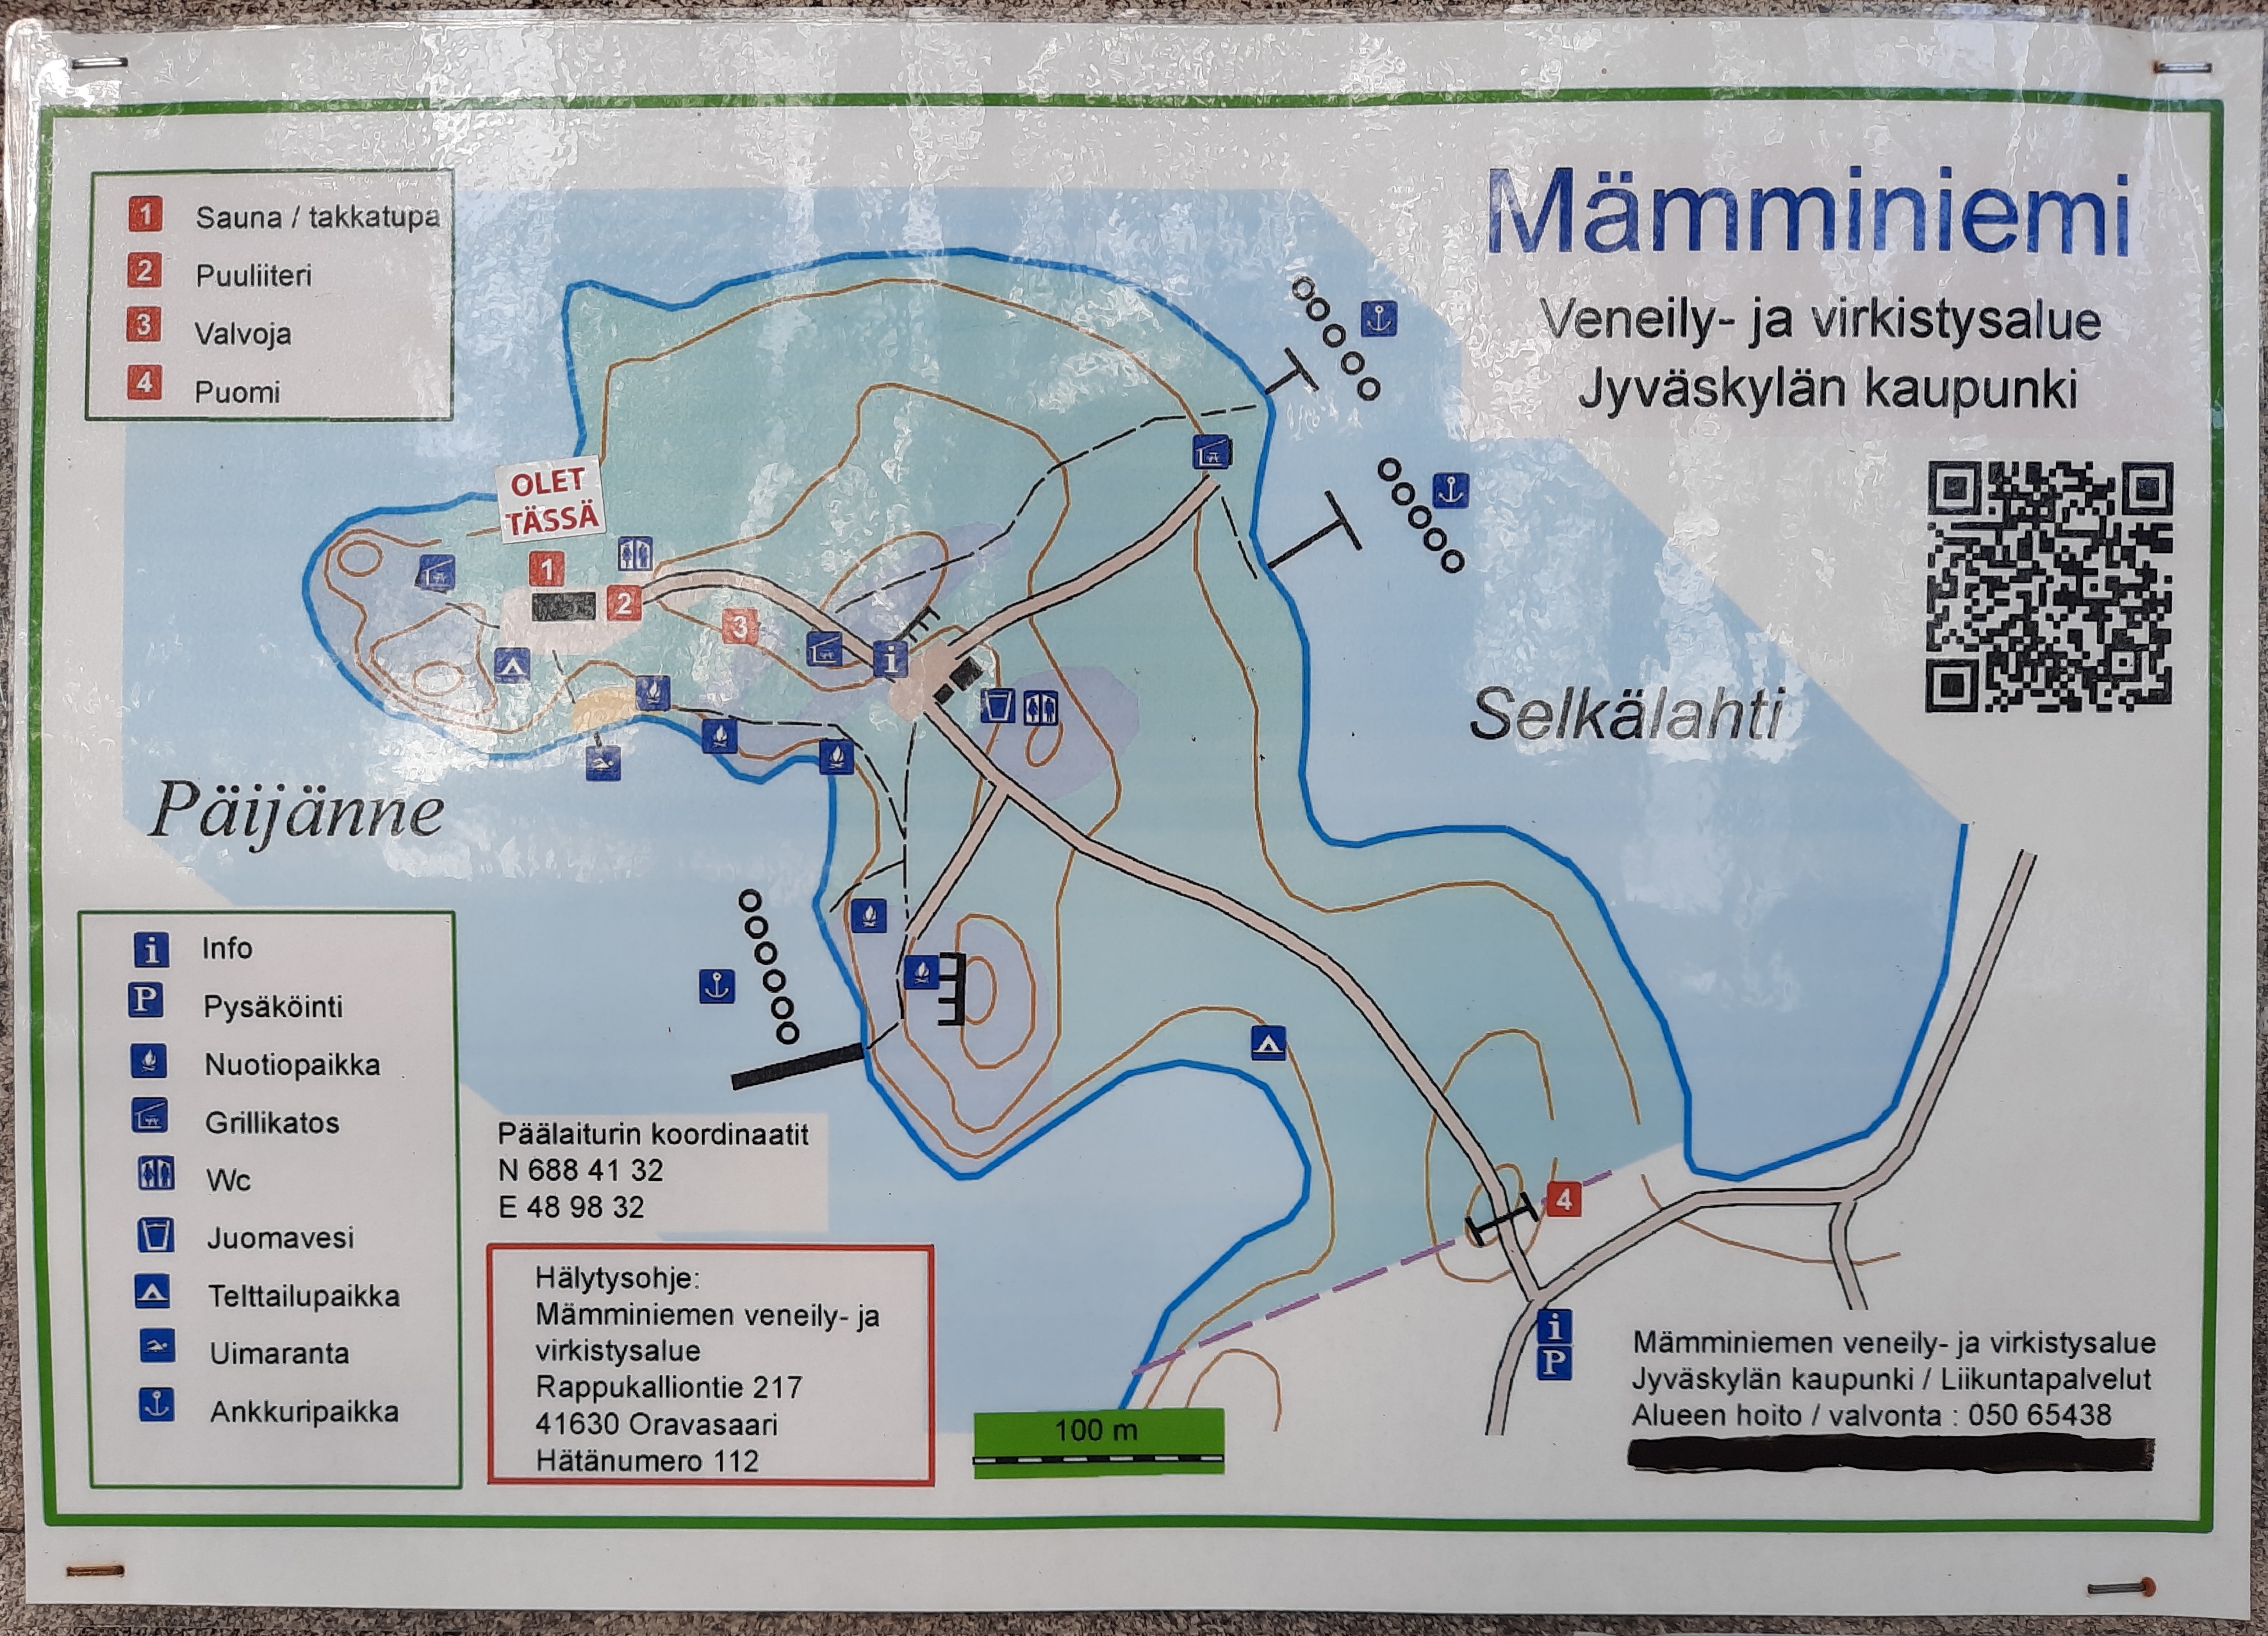 Mämminiemi
Veneily- ja virkistysalue
Jyväskylän kaupunki
1 Sauna / takkatupa
2 Puuliiteri
3 Valvoja
4 Puomi
OLET
TÄSSÄ
1
2
3
i
Selkälahti
Päijänne
4
i
P
i Info
P Pysäköinti
Nuotiopaikka
Grillikatos
Wc
Juomavesi
Telttailupaikka
Uimaranta
Ankkuripaikka
Päälaiturin koordinaatit
N 688 41 32
E 48 98 32
Hälytysohje:
Mämminiemen veneily- ja
virkistysalue
Rappukalliontie 217
41630 Oravasaari
Hätänumero 112
100 m
Mämminiemen veneily- ja virkistysalue
Jyväskylän kaupunki / Liikuntapalvelut
Alueen hoito / valvonta : 050 65438